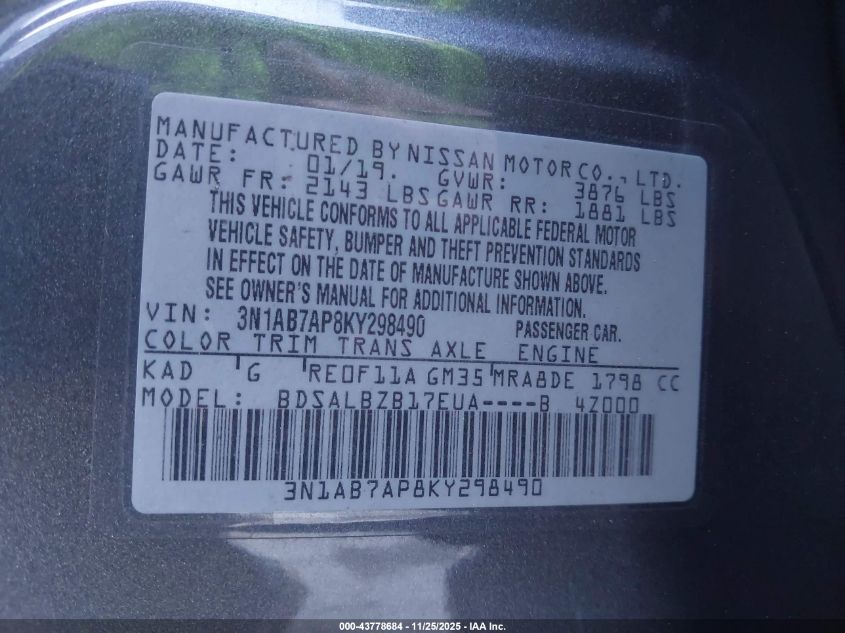 MANUFACTURED BY NISSAN MOTOR CO., LTD.
DATE: 01/19. GVWR: 3876 LBS
GAWR FR: 2143 LBS GAWR RR: 1881 LBS
THIS VEHICLE CONFORMS TO ALL APPLICABLE FEDERAL MOTOR
VEHICLE SAFETY, BUMPER AND THEFT PREVENTION STANDARDS
IN EFFECT ON THE DATE OF MANUFACTURE SHOWN ABOVE.
SEE OWNER'S MANUAL FOR ADDITIONAL INFORMATION.
VIN: 3N1AB7AP8KY298490 PASSENGER CAR.
COLOR TRIM TRANS AXLE ENGINE
KAD G RE0F11A GM35 MRA8DE 1798 CC
MODEL: BDSALBZB17EUA----B 4Z000
3N1AB7AP8KY298490
000-43778684 - 11/25/2025 - IAA Inc.